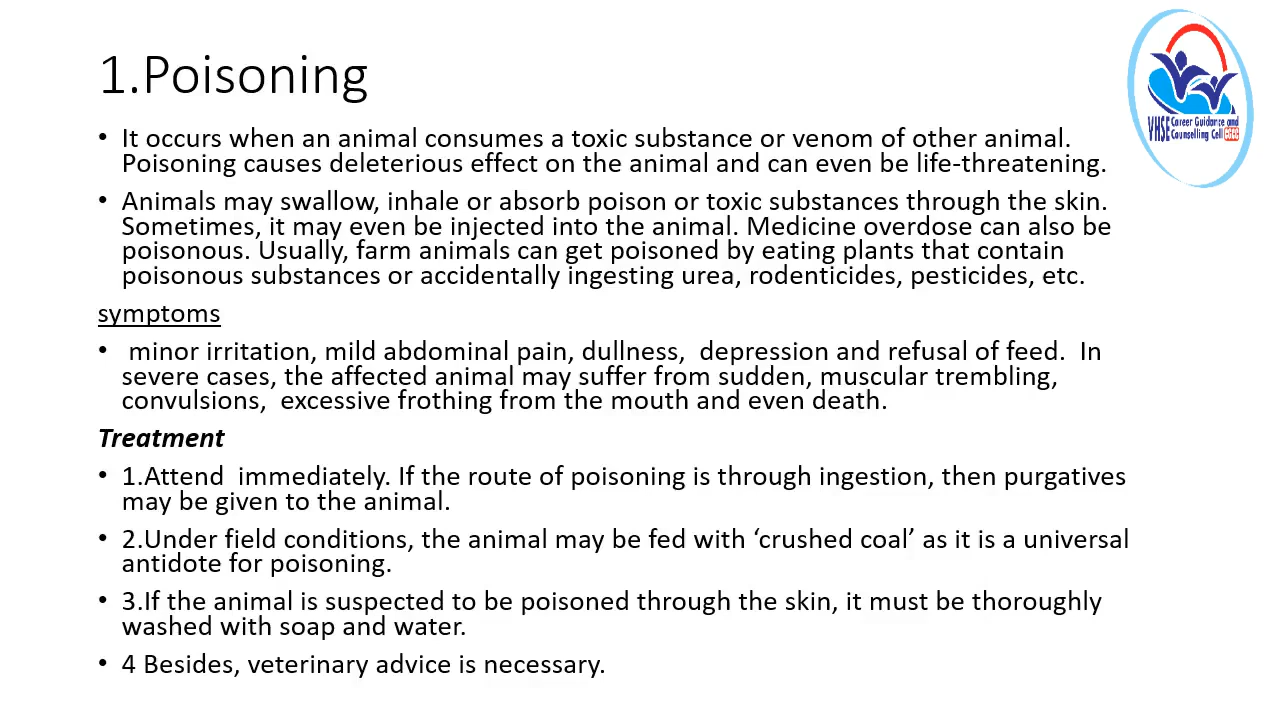 1.Poisoning
• It occurs when an animal consumes a toxic substance or venom of other animal.
Poisoning causes deleterious effect on the animal and can even be life-threatening.
• Animals may swallow, inhale or absorb poison or toxic substances through the skin.
Sometimes, it may even be injected into the animal. Medicine overdose can also be
poisonous. Usually, farm animals can get poisoned by eating plants that contain
poisonous substances or accidentally ingesting urea, rodenticides, pesticides, etc.
symptoms
• minor irritation, mild abdominal pain, dullness,  depression and refusal of feed.  In
severe cases, the affected animal may suffer from sudden, muscular trembling,
convulsions,  excessive frothing from the mouth and even death.
Treatment
• 1.Attend  immediately. If the route of poisoning is through ingestion, then purgatives
may be given to the animal.
• 2.Under field conditions, the animal may be fed with ‘crushed coal’ as it is a universal
antidote for poisoning.
• 3.If the animal is suspected to be poisoned through the skin, it must be thoroughly
washed with soap and water.
• 4 Besides, veterinary advice is necessary.
VHSE Career Guidance and
Counselling Cell